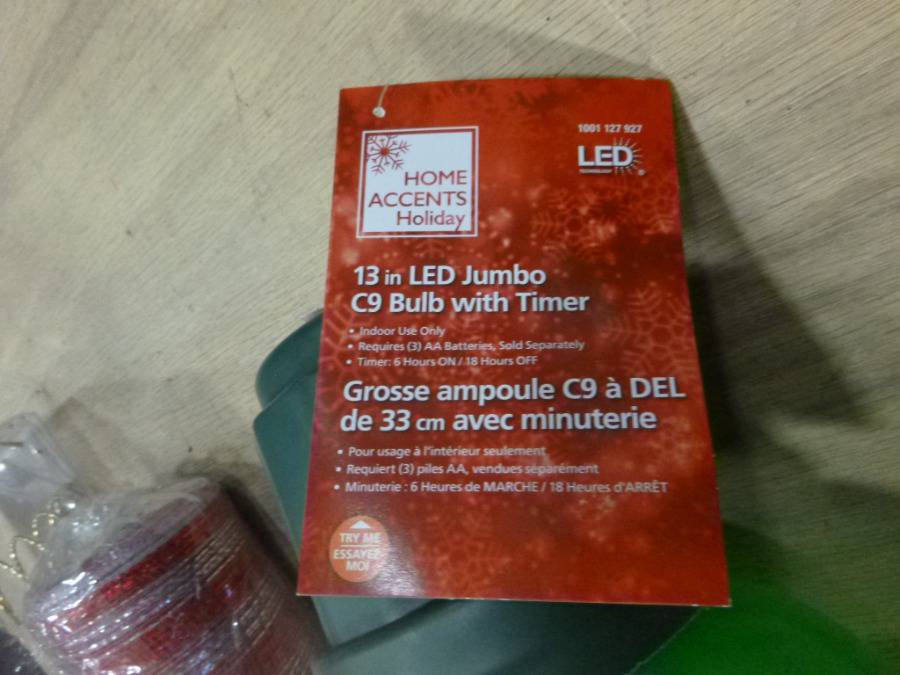 HOME
ACCENTS
Holiday
1001 127 927
LED
TECHNOLOGY
13 in LED Jumbo
C9 Bulb with Timer
• Indoor Use Only
• Requires (3) AA Batteries, Sold Separately
• Timer: 6 Hours ON / 18 Hours OFF
Grosse ampoule C9 à DEL
de 33 cm avec minuterie
• Pour usage à l'intérieur seulement
• Requiert (3) piles AA, vendues séparément
• Minuterie : 6 Heures de MARCHE / 18 Heures d'ARRÊT
TRY ME
ESSAYEZ-
MOI